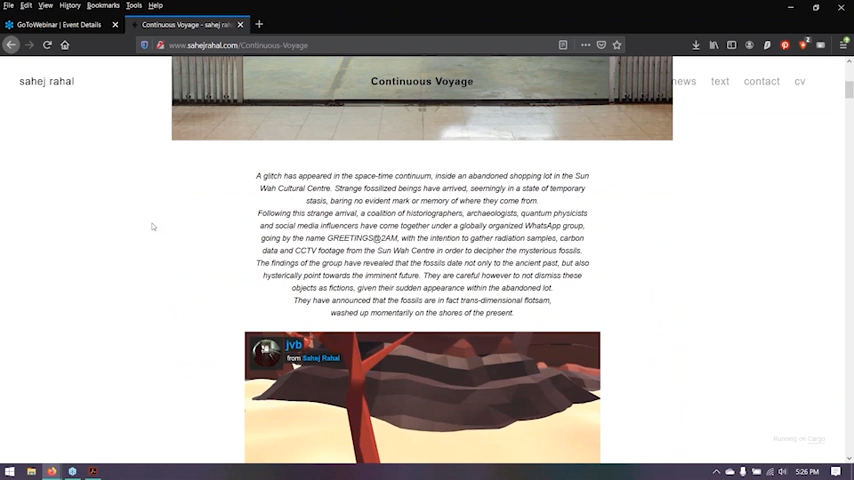 File Edit View History Bookmarks Tools Help
GoToWebinar | Event Details
Continuous Voyage - sahej rah
www.sahejrahal.com/Continuous-Voyage
sahej rahal
Continuous Voyage
news text contact cv
A glitch has appeared in the space-time continuum, inside an abandoned shopping lot in the Sun
Wah Cultural Centre. Strange fossilized beings have arrived, seemingly in a state of temporary
stasis, baring no evident mark or memory of where they come from.
Following this strange arrival, a coalition of historiographers, archaeologists, quantum physicists
and social media influencers have come together under a globally organized WhatsApp group,
going by the name GREETINGS@2AM, with the intention to gather radiation samples, carbon
data and CCTV footage from the Sun Wah Centre in order to decipher the mysterious fossils.
The findings of the group have revealed that the fossils date not only to the ancient past, but also
hysterically point towards the imminent future. They are careful however to not dismiss these
objects as fictions, given their sudden appearance within the abandoned lot.
They have announced that the fossils are in fact trans-dimensional flotsam,
washed up momentarily on the shores of the present.
jvb
from Sahej Rahal
Running on Cargo
5:26 PM